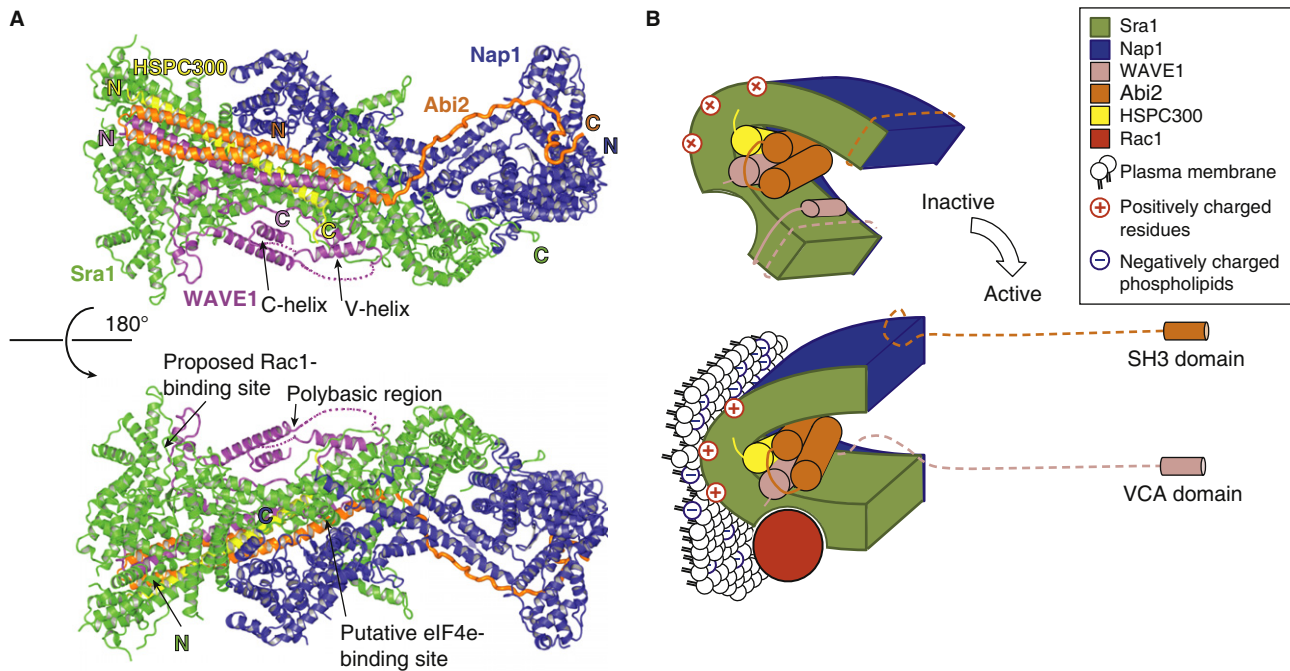 A
HSPC300
N
N
N
Nap1
Abi2
C
N
C
C
C
Sra1
WAVE1
C-helix
V-helix
180°
Proposed Rac1-
binding site
Polybasic region
C
N
Putative eIF4e-
binding site
B
Inactive
Active
SH3 domain
VCA domain
Sra1
Nap1
WAVE1
Abi2
HSPC300
Rac1
Plasma membrane
Positively charged
residues
Negatively charged
phospholipids